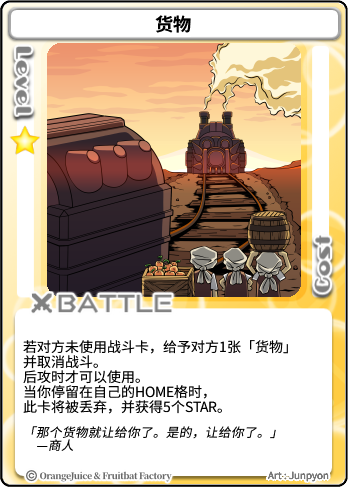 货物
Level
Cost
BATTLE
若对方未使用战斗卡，给予对方1张「货物」
并取消战斗。
后攻时才可以使用。
当你停留在自己的HOME格时，
此卡将被丢弃，并获得5个STAR。
「那个货物就让给你了。是的，让给你了。」
—商人
© OrangeJuice & Fruitbat Factory
Art: Junpyon